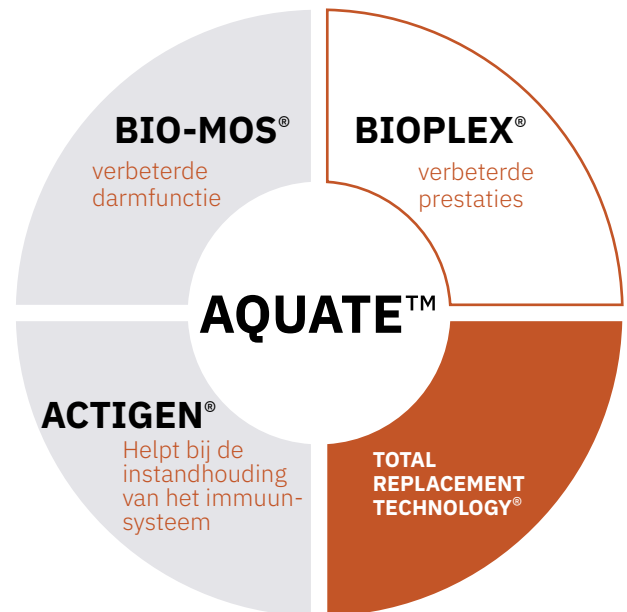 BIO-MOS®
verbeterde
darmfunctie
BIOPLEX®
verbeterde
prestaties
AQUATE™
ACTIGEN®
Helpt bij de
instandhouding
van het immuun-
systeem
TOTAL
REPLACEMENT
TECHNOLOGY®